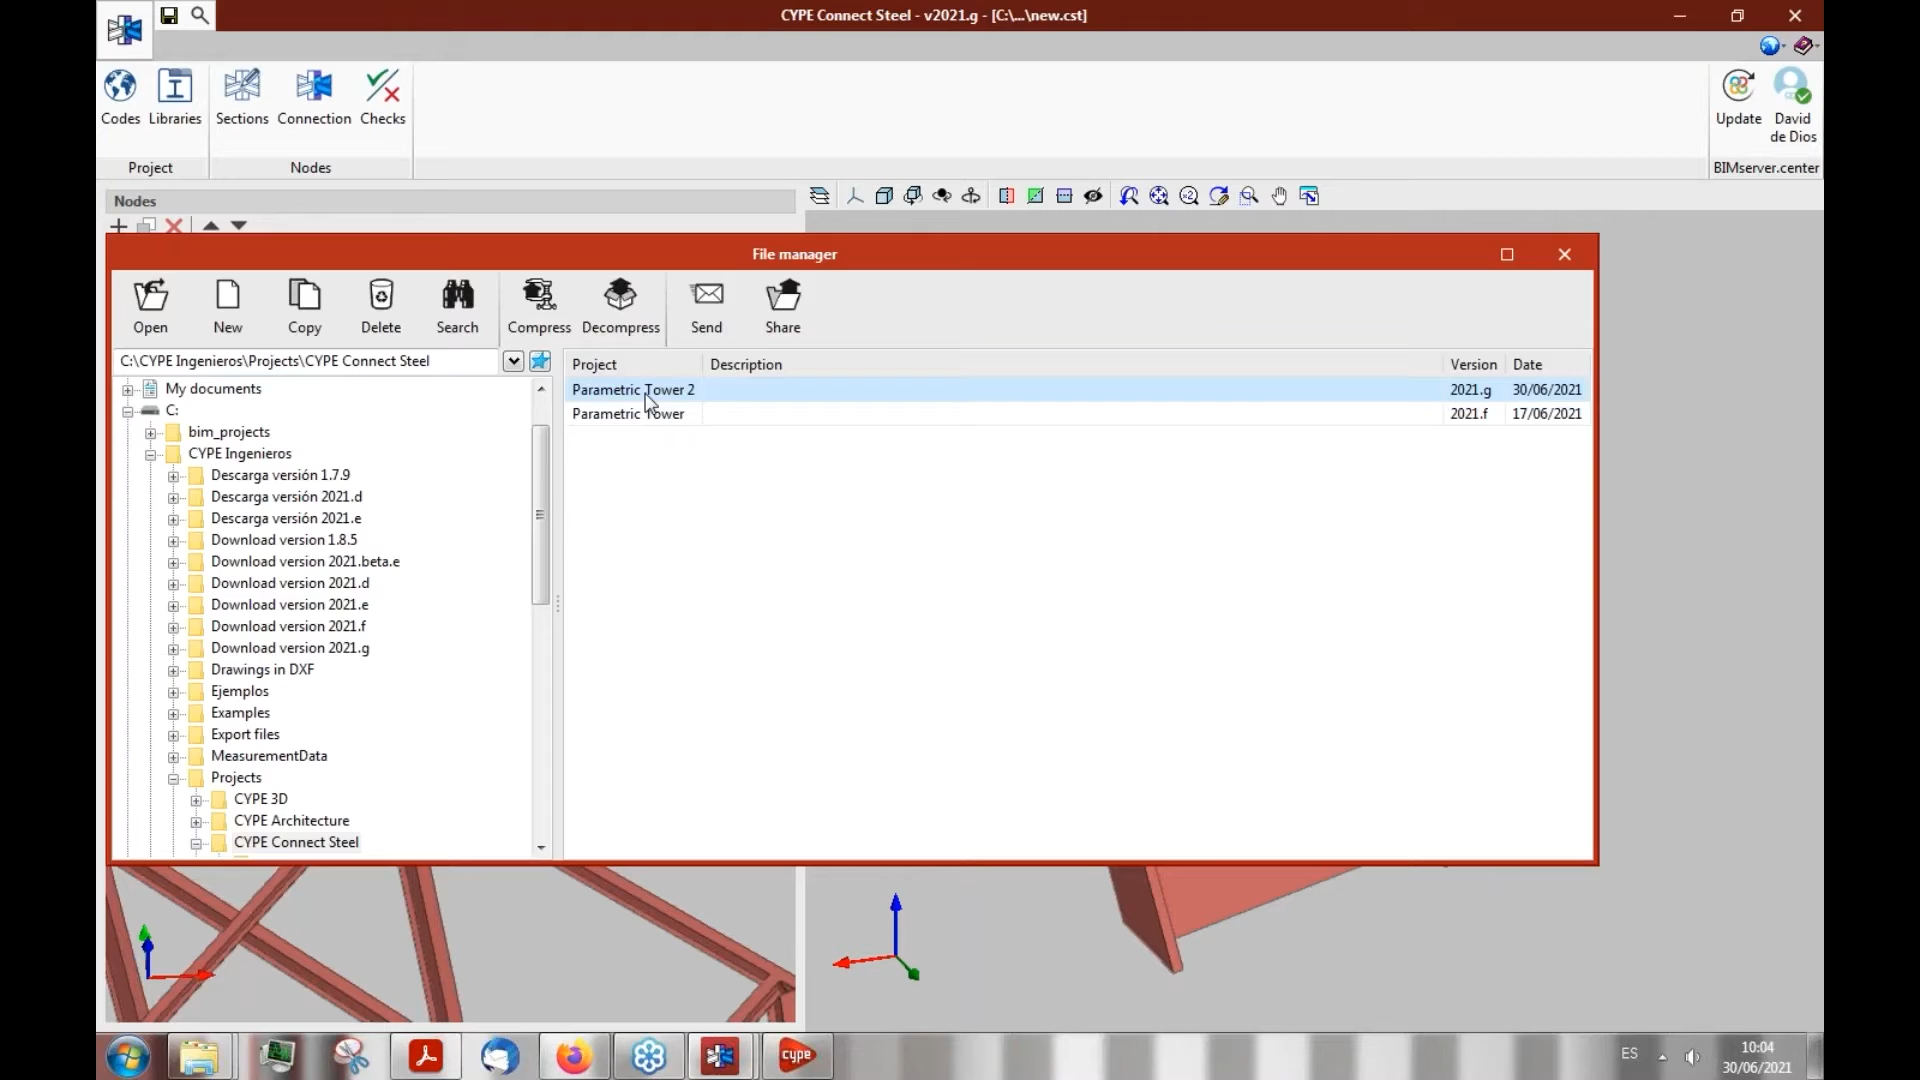 CYPE Connect Steel - v2021.g - [C:\...\new.cst]
Codes
Libraries
Sections
Connection
Checks
Update
David
de Dios
Project
Nodes
BIMserver.center
Nodes
File manager
Open
New
Copy
Delete
Search
Compress
Decompress
Send
Share
C:\CYPE Ingenieros\Projects\CYPE Connect Steel
Project
Description
Version
Date
Parametric Tower 2
2021.g
30/06/2021
Parametric Tower
2021.f
17/06/2021
My documents
C:
bim_projects
CYPE Ingenieros
Descarga versión 1.7.9
Descarga versión 2021.d
Descarga versión 2021.e
Download version 1.8.5
Download version 2021.beta.e
Download version 2021.d
Download version 2021.e
Download version 2021.f
Download version 2021.g
Drawings in DXF
Ejemplos
Examples
Export files
MeasurementData
Projects
CYPE 3D
CYPE Architecture
CYPE Connect Steel
cype
ES
10:04
30/06/2021